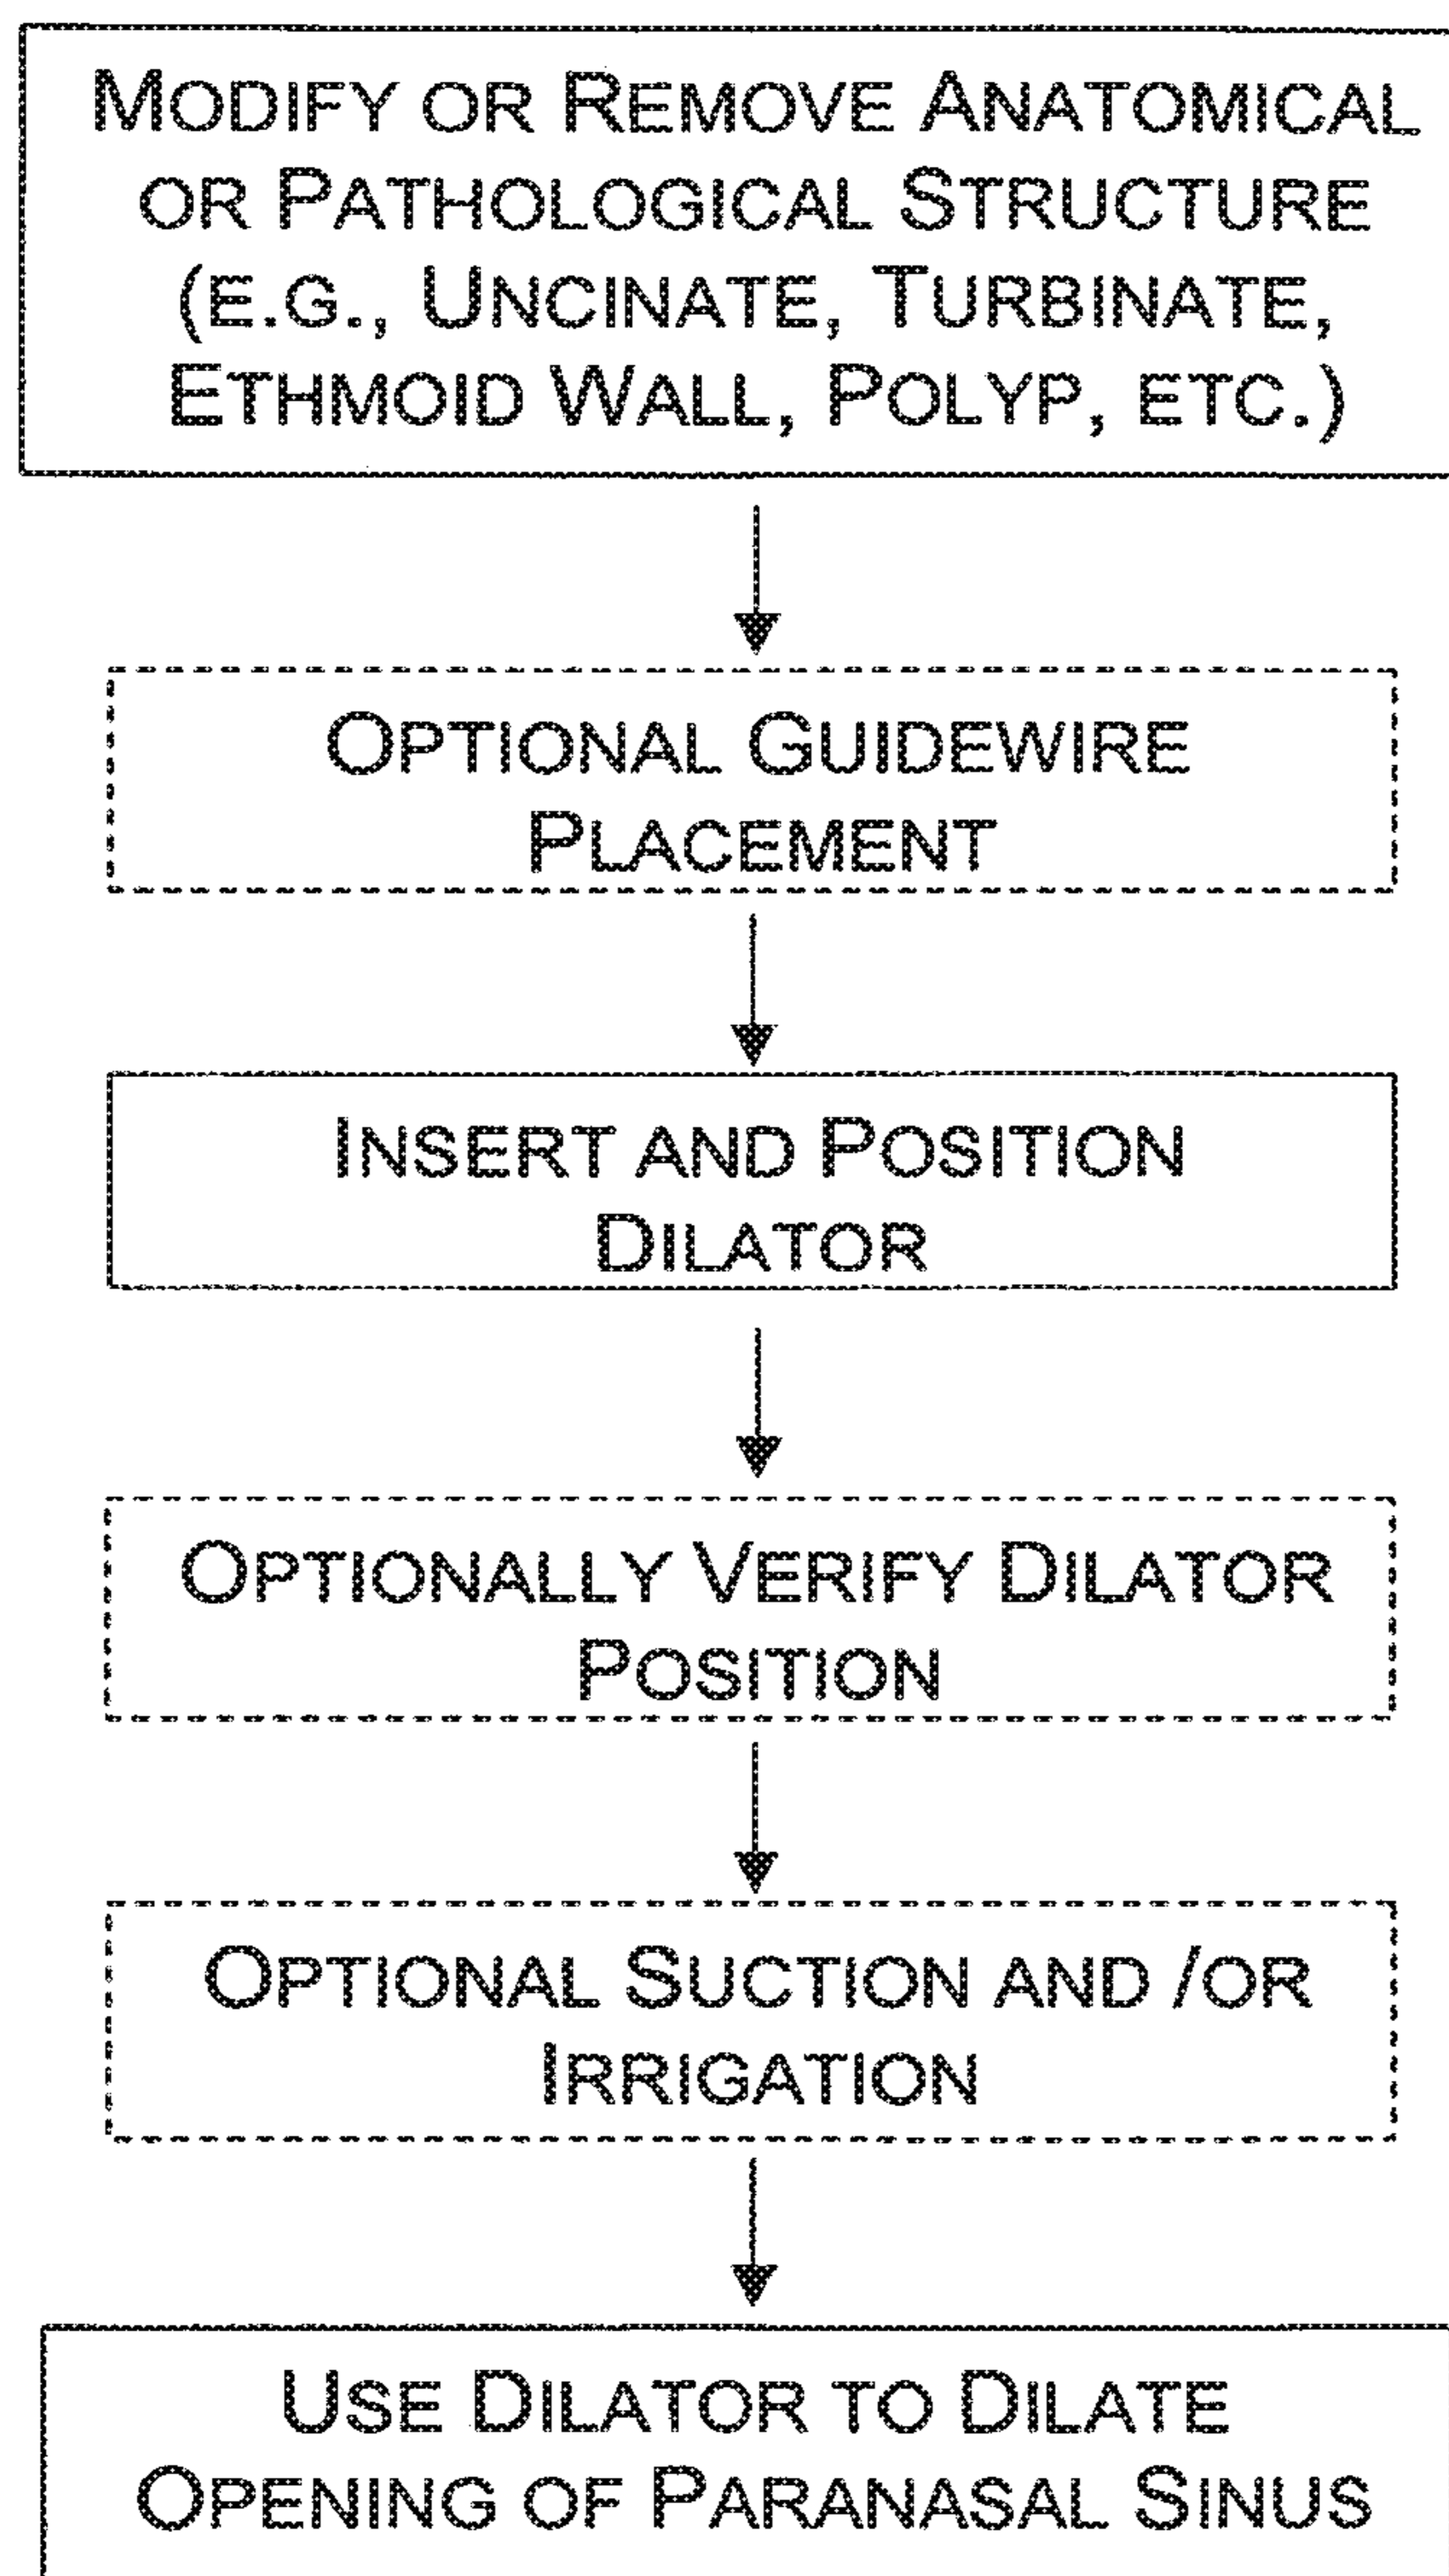 MODIFY OR REMOVE ANATOMICAL
OR PATHOLOGICAL STRUCTURE
(E.G., UNCINATE, TURBINATE,
ETHMOID WALL, POLYP, ETC.)
OPTIONAL GUIDEWIRE
PLACEMENT
INSERT AND POSITION
DILATOR
OPTIONALLY VERIFY DILATOR
POSITION
OPTIONAL SUCTION AND /OR
IRRIGATION
USE DILATOR TO DILATE
OPENING OF PARANASAL SINUS